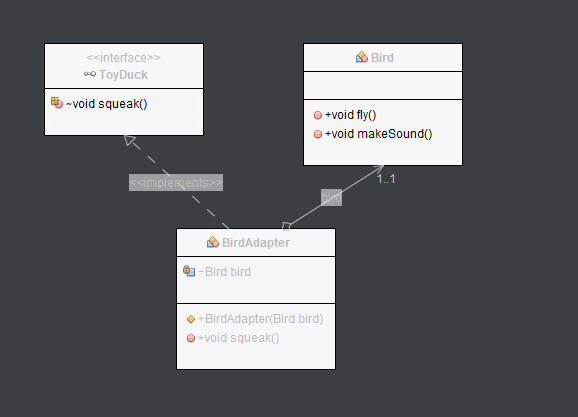 <<interface>>
ToyDuck
~void squeak()
Bird
+void fly()
+void makeSound()
<<implements>>
bird
1..1
BirdAdapter
~Bird bird
+BirdAdapter(Bird bird)
+void squeak()